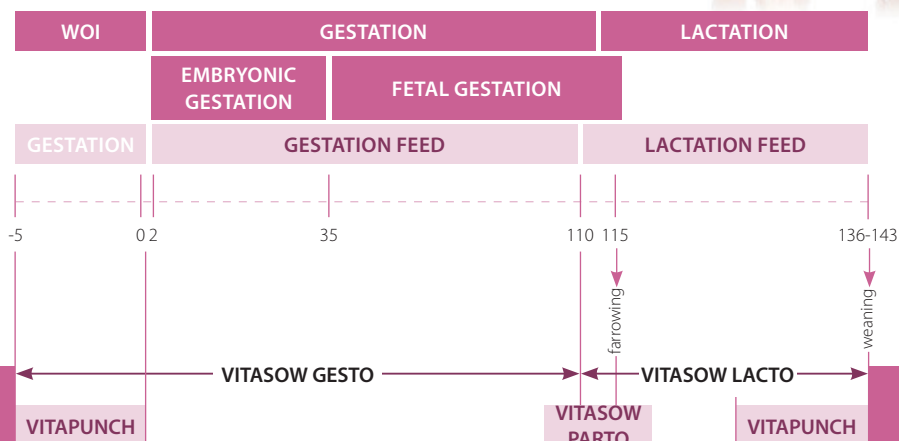 WOI GESTATION LACTATION
EMBRYONIC
GESTATION
FETAL GESTATION
GESTATION GESTATION FEED LACTATION FEED
-5 0 2 35 110 115 136-143
farrowing
weaning
VITASOW GESTO VITASOW LACTO
VITAPUNCH
VITASOW
PARTO
VITAPUNCH